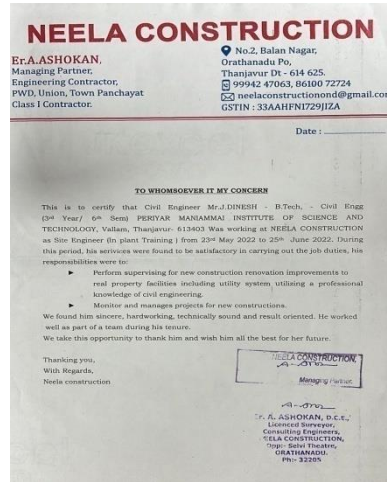 NEELA CONSTRUCTION
Er.A.ASHOKAN,
Managing Partner,
Engineering Contractor,
PWD, Union, Town Panchayat
Class I Contractor.
No.2, Balan Nagar,
Orathanadu Po,
Thanjavur Dt - 614 625.
99942 47063, 86100 72724
neelaconstructionond@gmail.com
GSTIN : 33AAHFN1729JIZA
Date :
TO WHOMSOEVER IT MY CONCERN
This is to certify that Civil Engineer Mr.J.DINESH - B.Tech, - Civil Engg
(3rd Year/ 6th Sem) PERIYAR MANIAMMAI INSTITUTE OF SCIENCE AND
TECHNOLOGY, Vallam, Thanjavur- 613403 Was working at NEELA CONSTRUCTION
as Site Engineer (In plant Training ) from 23rd May 2022 to 25th June 2022. During
this period, his serivices were found to be satisfactory in carrying out the job duties, his
responsibilities were to:
Perform supervising for new construction renovation improvements to
real property facilities including utility system utilising a professional
knowledge of civil engineering.
Monitor and manages projects for new constructions.
We found him sincere, hardworking, technically sound and result oriented. He worked
well as part of a team during his tenure.
We take this opportunity to thank him and wish him all the best for her future.
Thanking you,
With Regards,
Neela construction
NEELA CONSTRUCTION,
Managing Partner.
Er. A. ASHOKAN, D.C.E.,
Licenced Surveyor,
Consulting Engineers,
NEELA CONSTRUCTION,
Opp:- Selvi Theatre,
ORATHANADU.
Ph:- 32205